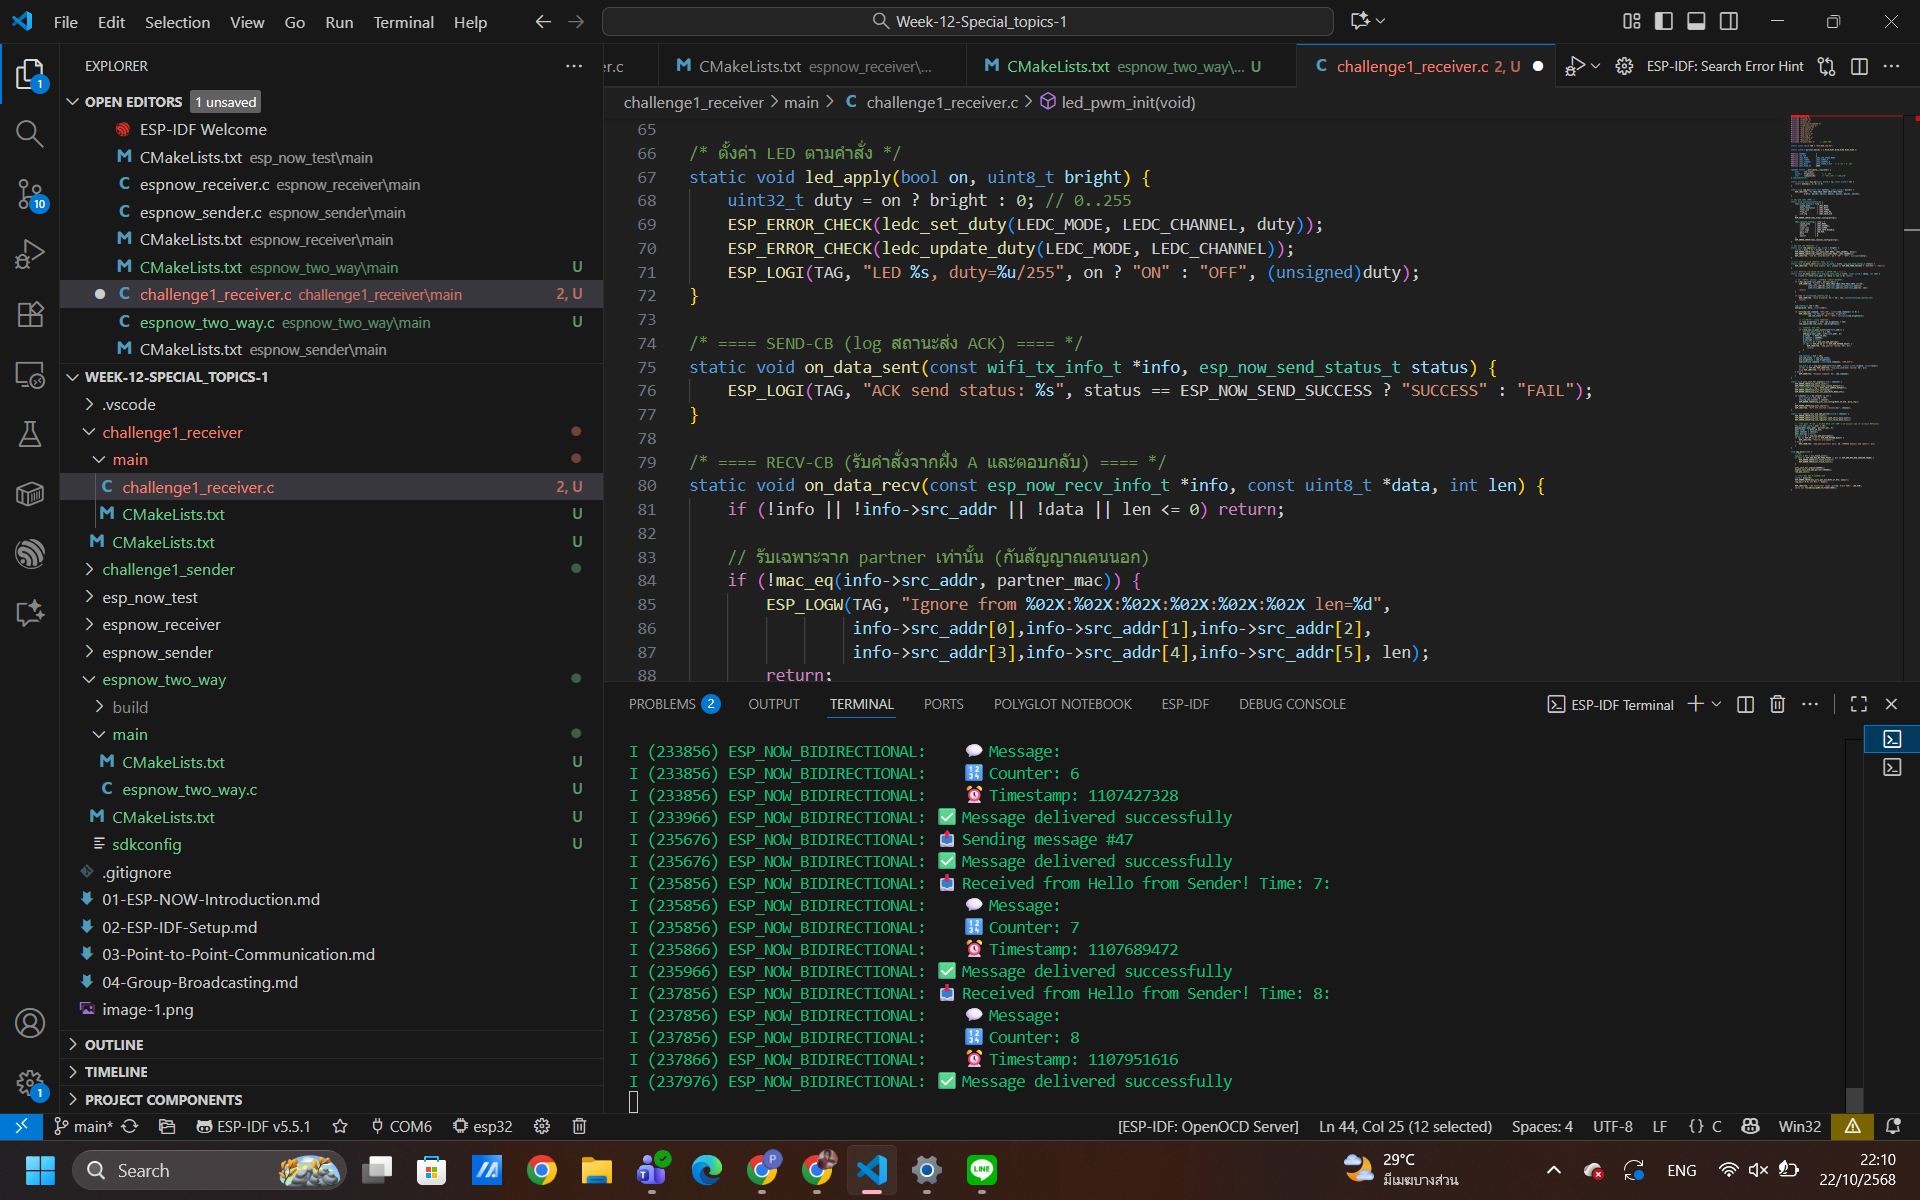 File Edit Selection View Go Run Terminal Help
Week-12-Special_topics-1
EXPLORER
OPEN EDITORS 1 unsaved
ESP-IDF Welcome
CMakeLists.txt esp_now_test\main
espnow_receiver.c espnow_receiver\main
espnow_sender.c espnow_sender\main
CMakeLists.txt espnow_receiver\main
CMakeLists.txt espnow_two_way\main U
challenge1_receiver.c challenge1_receiver\main 2, U
espnow_two_way.c espnow_two_way\main U
CMakeLists.txt espnow_sender\main
WEEK-12-SPECIAL_TOPICS-1
.vscode
challenge1_receiver
main
challenge1_receiver.c 2, U
CMakeLists.txt U
CMakeLists.txt U
challenge1_sender
esp_now_test
espnow_receiver
espnow_sender
espnow_two_way
build
main
CMakeLists.txt U
espnow_two_way.c U
CMakeLists.txt U
sdkconfig U
.gitignore
01-ESP-NOW-Introduction.md
02-ESP-IDF-Setup.md
03-Point-to-Point-Communication.md
04-Group-Broadcasting.md
image-1.png
OUTLINE
TIMELINE
PROJECT COMPONENTS
er.c CMakeLists.txt espnow_receiver\... CMakeLists.txt espnow_two_way\... U challenge1_receiver.c 2, U ESP-IDF: Search Error Hint
challenge1_receiver > main > challenge1_receiver.c > led_pwm_init(void)
65
66 /* ตั้งค่า LED ตามคำสั่ง */
67 static void led_apply(bool on, uint8_t bright) {
68 uint32_t duty = on ? bright : 0; // 0..255
69 ESP_ERROR_CHECK(ledc_set_duty(LEDC_MODE, LEDC_CHANNEL, duty));
70 ESP_ERROR_CHECK(ledc_update_duty(LEDC_MODE, LEDC_CHANNEL));
71 ESP_LOGI(TAG, "LED %s, duty=%u/255", on ? "ON" : "OFF", (unsigned)duty);
72 }
73
74 /* ==== SEND-CB (log สถานะส่ง ACK) ==== */
75 static void on_data_sent(const wifi_tx_info_t *info, esp_now_send_status_t status) {
76 ESP_LOGI(TAG, "ACK send status: %s", status == ESP_NOW_SEND_SUCCESS ? "SUCCESS" : "FAIL");
77 }
78
79 /* ==== RECV-CB (รับคำสั่งจากฝั่ง A และตอบกลับ) ==== */
80 static void on_data_recv(const esp_now_recv_info_t *info, const uint8_t *data, int len) {
81 if (!info || !info->src_addr || !data || len <= 0) return;
82
83 // รับเฉพาะจาก partner เท่านั้น (กันสัญญาณคนนอก)
84 if (!mac_eq(info->src_addr, partner_mac)) {
85 ESP_LOGW(TAG, "Ignore from %02X:%02X:%02X:%02X:%02X:%02X len=%d",
86 info->src_addr[0],info->src_addr[1],info->src_addr[2],
87 info->src_addr[3],info->src_addr[4],info->src_addr[5], len);
88 return;
PROBLEMS 2 OUTPUT TERMINAL PORTS POLYGLOT NOTEBOOK ESP-IDF DEBUG CONSOLE ESP-IDF Terminal
I (233856) ESP_NOW_BIDIRECTIONAL: 💬 Message:
I (233856) ESP_NOW_BIDIRECTIONAL: 🔢 Counter: 6
I (233856) ESP_NOW_BIDIRECTIONAL: ⏰ Timestamp: 1107427328
I (233966) ESP_NOW_BIDIRECTIONAL: ✅ Message delivered successfully
I (235676) ESP_NOW_BIDIRECTIONAL: 📤 Sending message #47
I (235676) ESP_NOW_BIDIRECTIONAL: ✅ Message delivered successfully
I (235856) ESP_NOW_BIDIRECTIONAL: 📥 Received from Hello from Sender! Time: 7:
I (235856) ESP_NOW_BIDIRECTIONAL: 💬 Message:
I (235856) ESP_NOW_BIDIRECTIONAL: 🔢 Counter: 7
I (235866) ESP_NOW_BIDIRECTIONAL: ⏰ Timestamp: 1107689472
I (235966) ESP_NOW_BIDIRECTIONAL: ✅ Message delivered successfully
I (237856) ESP_NOW_BIDIRECTIONAL: 📥 Received from Hello from Sender! Time: 8:
I (237856) ESP_NOW_BIDIRECTIONAL: 💬 Message:
I (237856) ESP_NOW_BIDIRECTIONAL: 🔢 Counter: 8
I (237866) ESP_NOW_BIDIRECTIONAL: ⏰ Timestamp: 1107951616
I (237976) ESP_NOW_BIDIRECTIONAL: ✅ Message delivered successfully
main* ESP-IDF v5.5.1 COM6 esp32 [ESP-IDF: OpenOCD Server] Ln 44, Col 25 (12 selected) Spaces: 4 UTF-8 LF {} C Win32
Search 29°C ENG 22:10
มีเมฆบางส่วน 22/10/2568